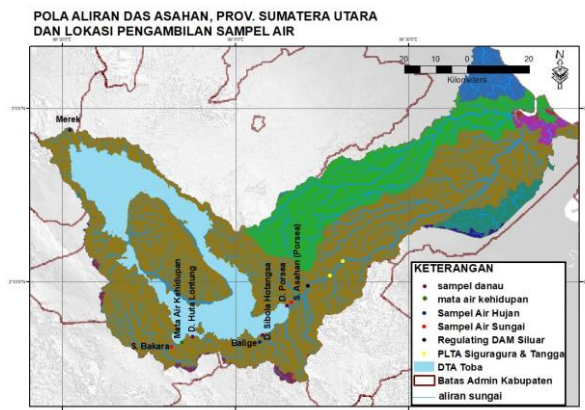 POLA ALIRAN DAS ASAHAN, PROV. SUMATERA UTARA
DAN LOKASI PENGAMBILAN SAMPEL AIR
20 10 0 20
Kilometers
N
Merek
Mata Air Kehidupan
D. Huta Lontung
S. Bakara
Balige
D. Sibola Hotangsa
D. Porsea
S. Asahan (Porsea)
KETERANGAN
sampel danau
mata air kehidupan
Sampel Air Hujan
Sampel Air Sungai
Regulating DAM Siluar
PLTA Siguragura & Tangga
DTA Toba
Batas Admin Kabupaten
aliran sungai